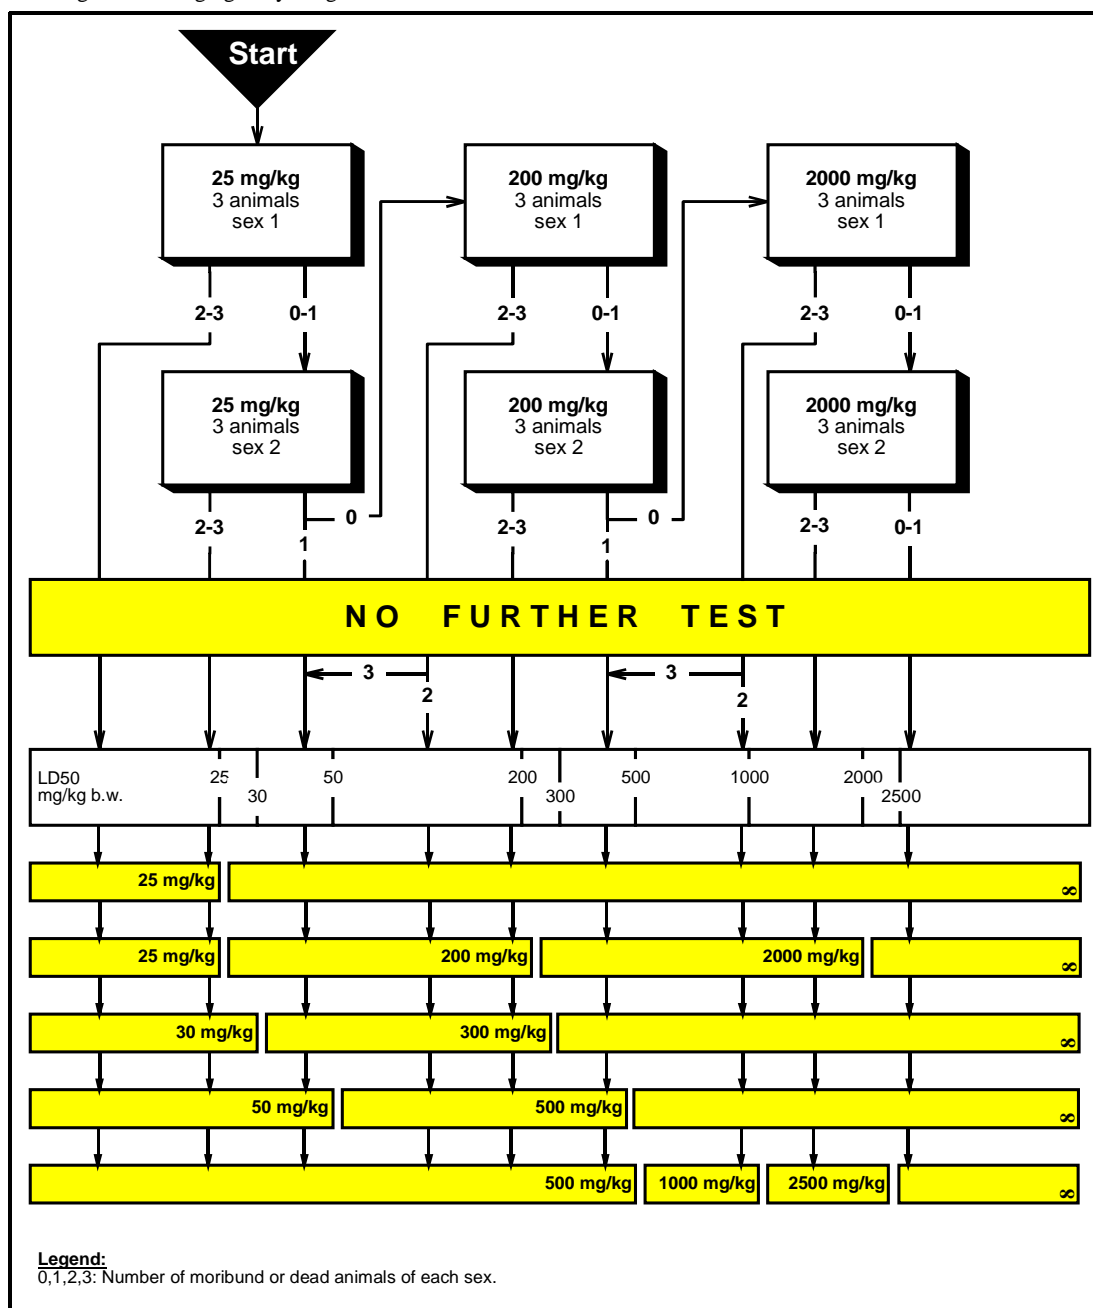 Start
25 mg/kg
3 animals
sex 1
200 mg/kg
3 animals
sex 1
2000 mg/kg
3 animals
sex 1
2-3 0-1 2-3 0-1 2-3 0-1
25 mg/kg
3 animals
sex 2
200 mg/kg
3 animals
sex 2
2000 mg/kg
3 animals
sex 2
2-3 1 0 2-3 1 0 2-3 0-1
NO FURTHER TEST
3 2 3 2
LD50
mg/kg b.w.
25 30 50 200 300 500 1000 2000 2500
25 mg/kg ∞
25 mg/kg 200 mg/kg 2000 mg/kg ∞
30 mg/kg 300 mg/kg ∞
50 mg/kg 500 mg/kg ∞
500 mg/kg 1000 mg/kg 2500 mg/kg ∞
Legend:
0,1,2,3: Number of moribund or dead animals of each sex.